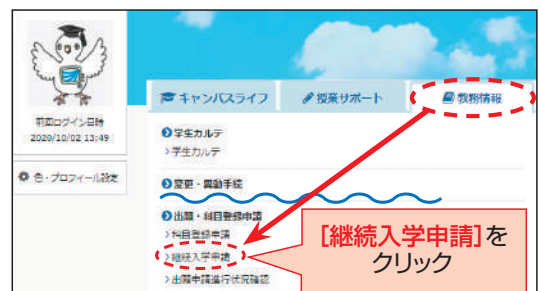 キャンパスライフ
授業サポート
教務情報
前回ログイン日時
2020/10/02 13:49
色・プロフィール設定
学生カルテ
>学生カルテ
変更・異動手続
出願・科目登録申請
>科目登録申請
>継続入学申請
>出願申請進行状況確認
[継続入学申請]を
クリック